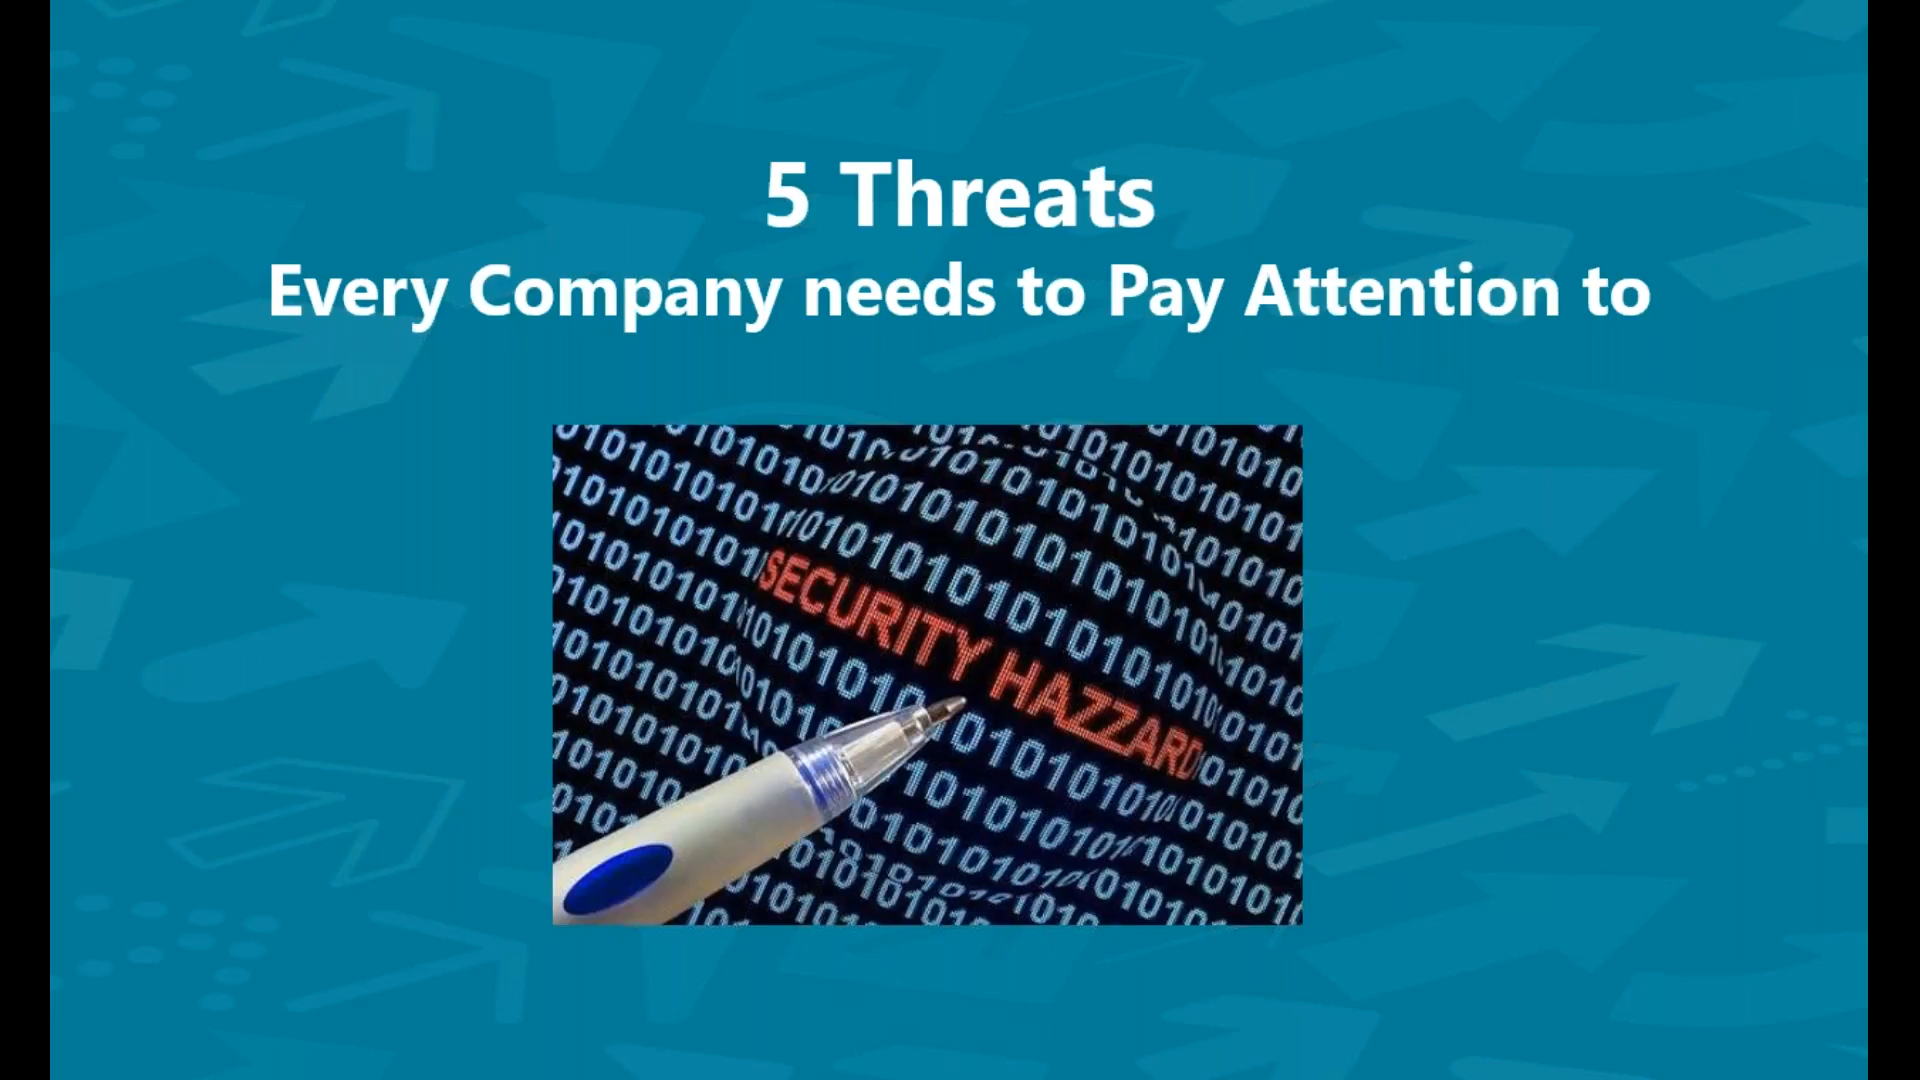 5 Threats
Every Company needs to Pay Attention to
SECURITY HAZZARD